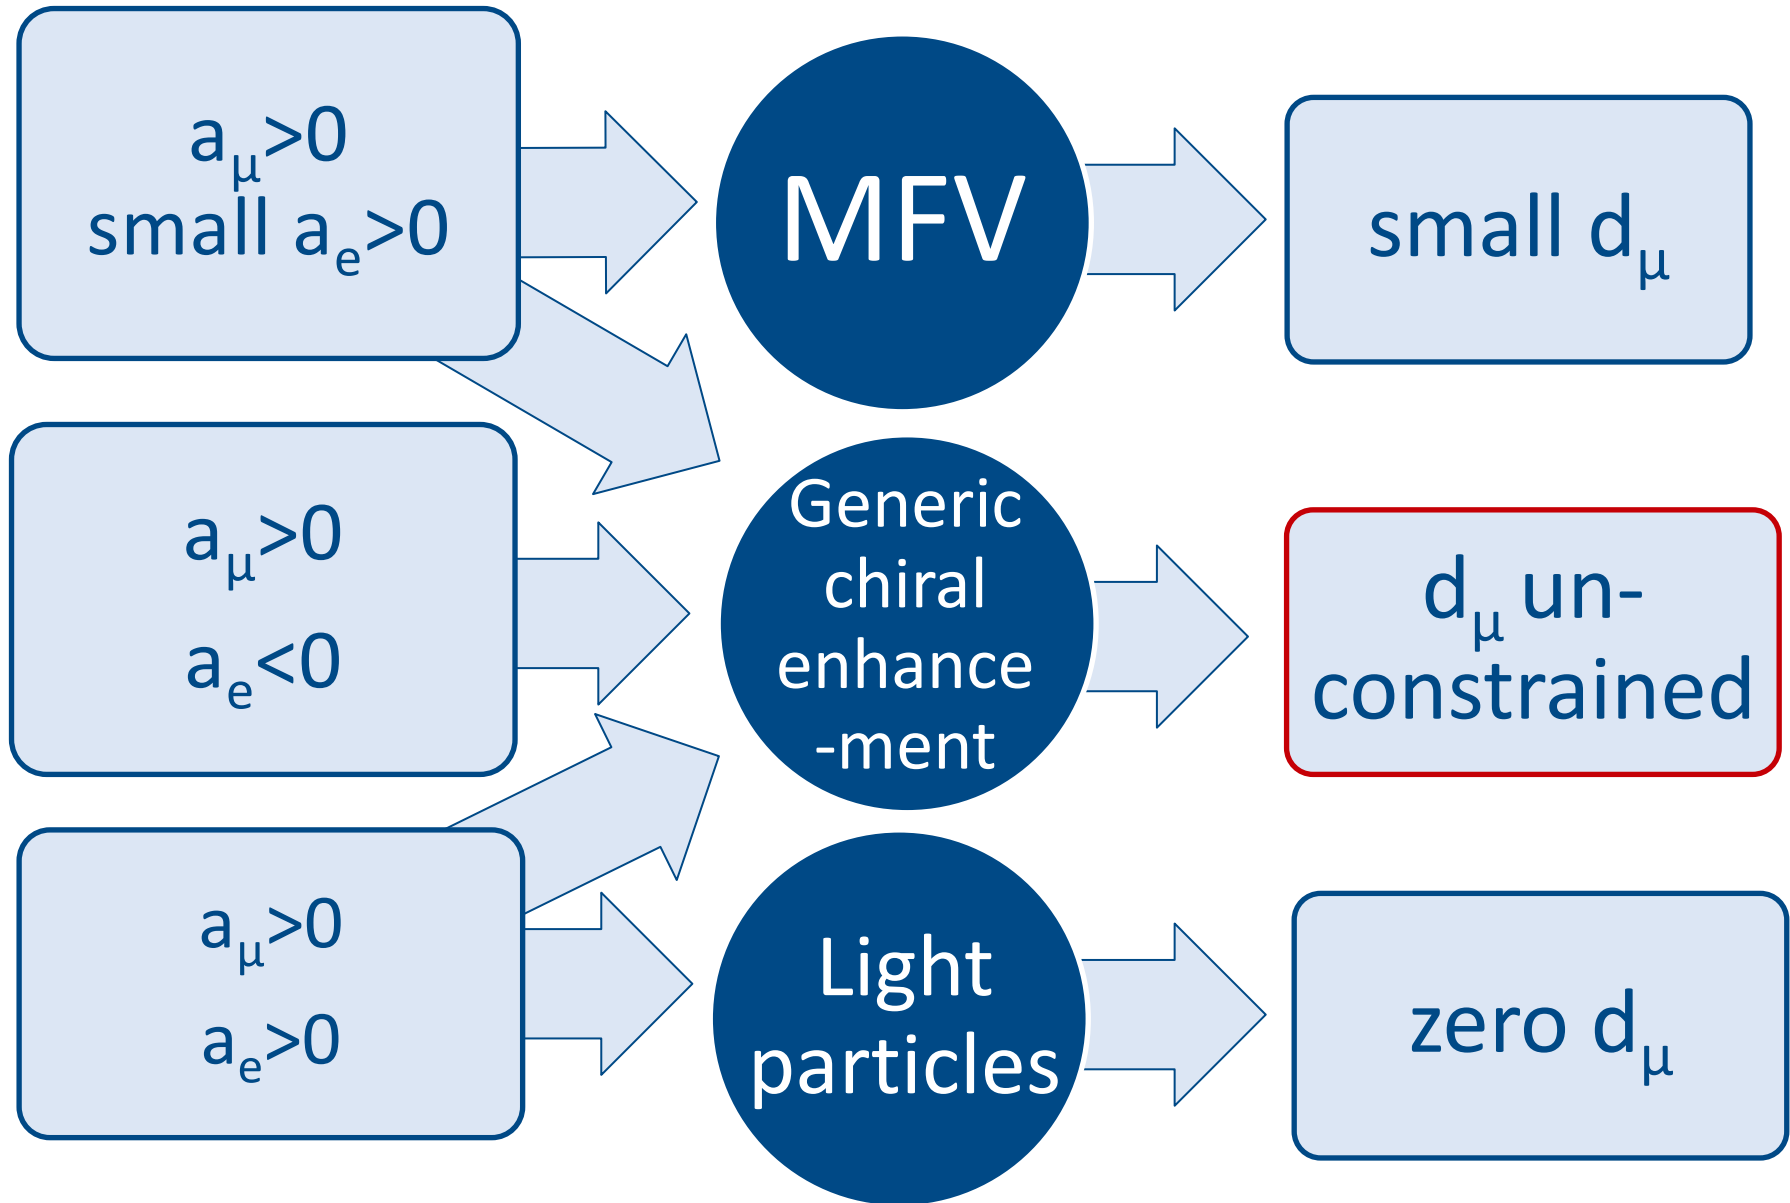 aμ>0
small ae>0
MFV
small dμ
aμ>0
ae<0
Generic
chiral
enhance
-ment
dμ un-
constrained
aμ>0
ae>0
Light
particles
zero dμ